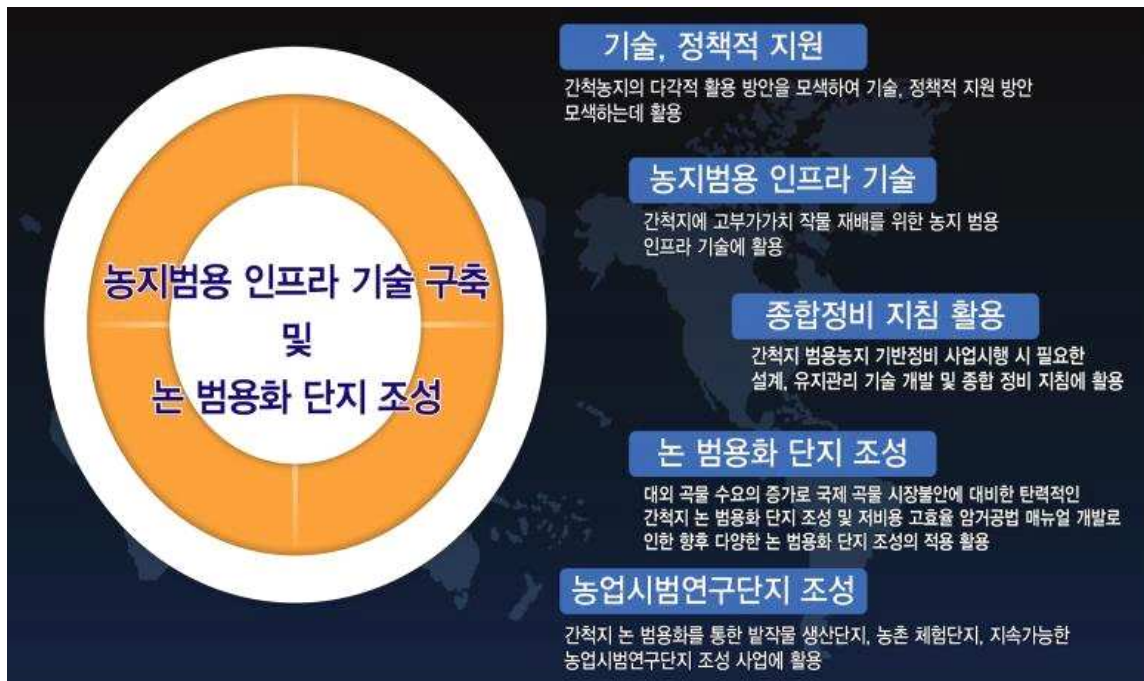 농지범용 인프라 기술 구축
및
논 범용화 단지 조성
기술, 정책적 지원
간척농지의 다각적 활용 방안을 모색하여 기술, 정책적 지원 방안
모색하는데 활용
농지범용 인프라 기술
간척지에 고부가가치 작물 재배를 위한 농지 범용
인프라 기술에 활용
종합정비 지침 활용
간척지 범용농지 기반정비 사업시행 시 필요한
설계, 유지관리 기술 개발 및 종합 정비 지침에 활용
논 범용화 단지 조성
대외 곡물 수요의 증가로 국제 곡물 시장불안에 대비한 탄력적인
간척지 논 범용화 단지 조성 및 저비용 고효율 암거공법 매뉴얼 개발로
인한 향후 다양한 논 범용화 단지 조성의 적용 활용
농업시범연구단지 조성
간척지 논 범용화를 통한 밭작물 생산단지, 농촌 체험단지, 지속가능한
농업시범연구단지 조성 사업에 활용